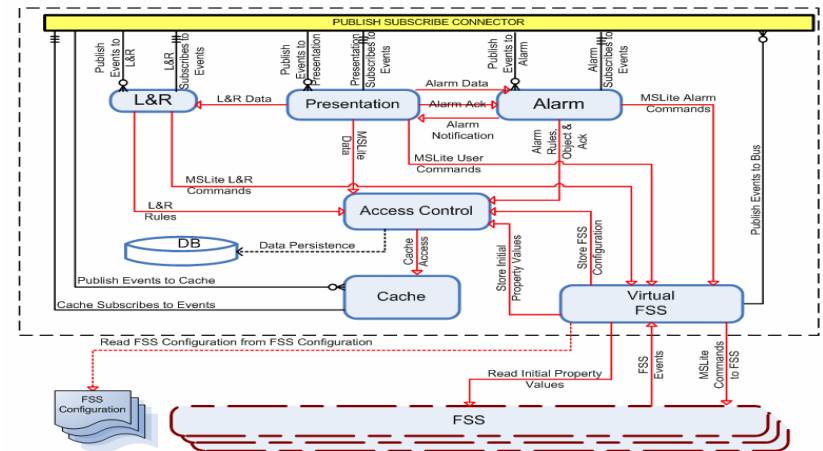 PUBLISH SUBSCRIBE CONNECTOR
Publish
Events to
L&R
L&R
Subscribes to
Events
Publish
Events to
Presentation
Presentation
Subscribes to
Events
Publish
Events to
Alarm
Alarm
Subscribes to
Events
L&R
L&R Data
Presentation
Alarm Data
Alarm Ack
Alarm
Notification
Alarm
MSLite Alarm
Commands
MSLite
Data
MSLite User
Commands
Alarm
Rules,
Object &
Ack
Publish Events to Bus
MSLite L&R
Commands
L&R
Rules
Access Control
DB
Data Persistence
Cache
Access
Store Initial
Property Values
Store FSS
Configuration
Publish Events to Cache
Cache
Cache Subscribes to Events
Virtual
FSS
Read FSS Configuration from FSS Configuration
Read Initial Property
Values
FSS
Events
MSLite
Commands
to FSS
FSS
Configuration
FSS